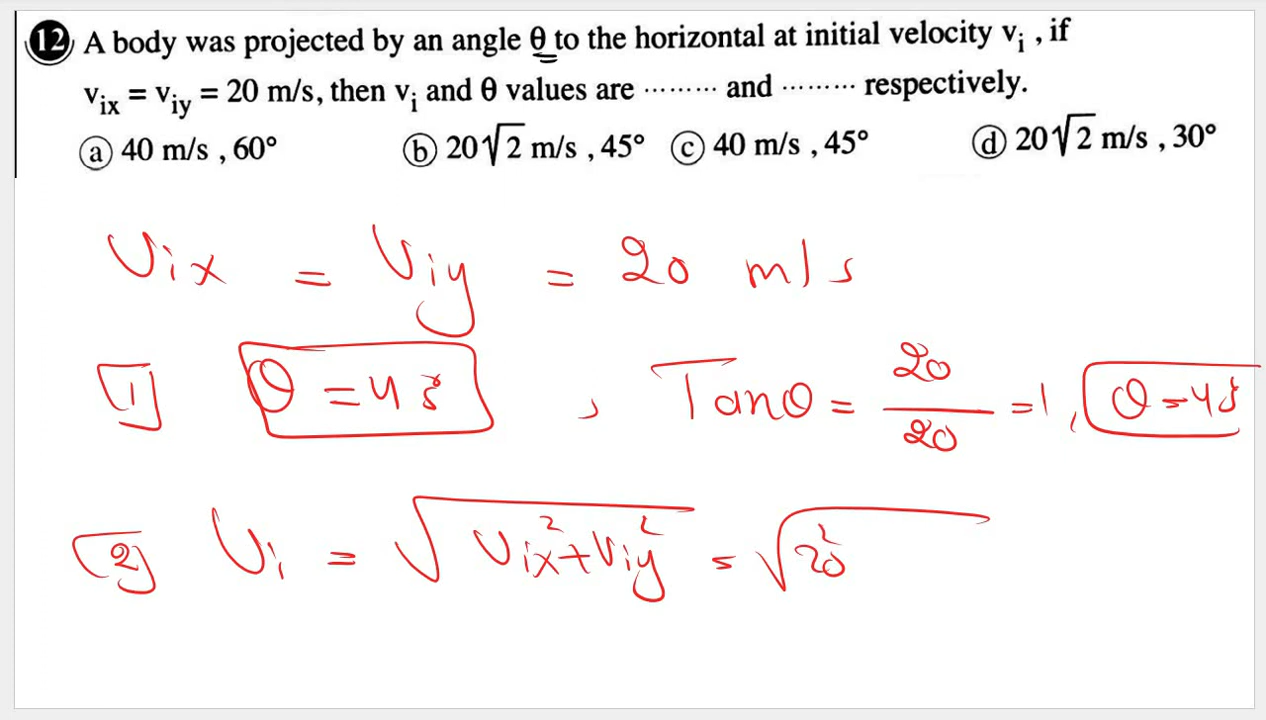 12 A body was projected by an angle θ to the horizontal at initial velocity vᵢ , if
vᵢₓ = vᵢy = 20 m/s, then vᵢ and θ values are ········· and ········· respectively.
ⓐ 40 m/s , 60° ⓑ 20√2 m/s , 45° ⓒ 40 m/s , 45° ⓓ 20√2 m/s , 30°
Vix = Viy = 20 m/s
1 θ = 45° , Tanθ = 20/20 = 1, θ = 45°
2 Vi = √(Vix² + Viy²) = √(20²